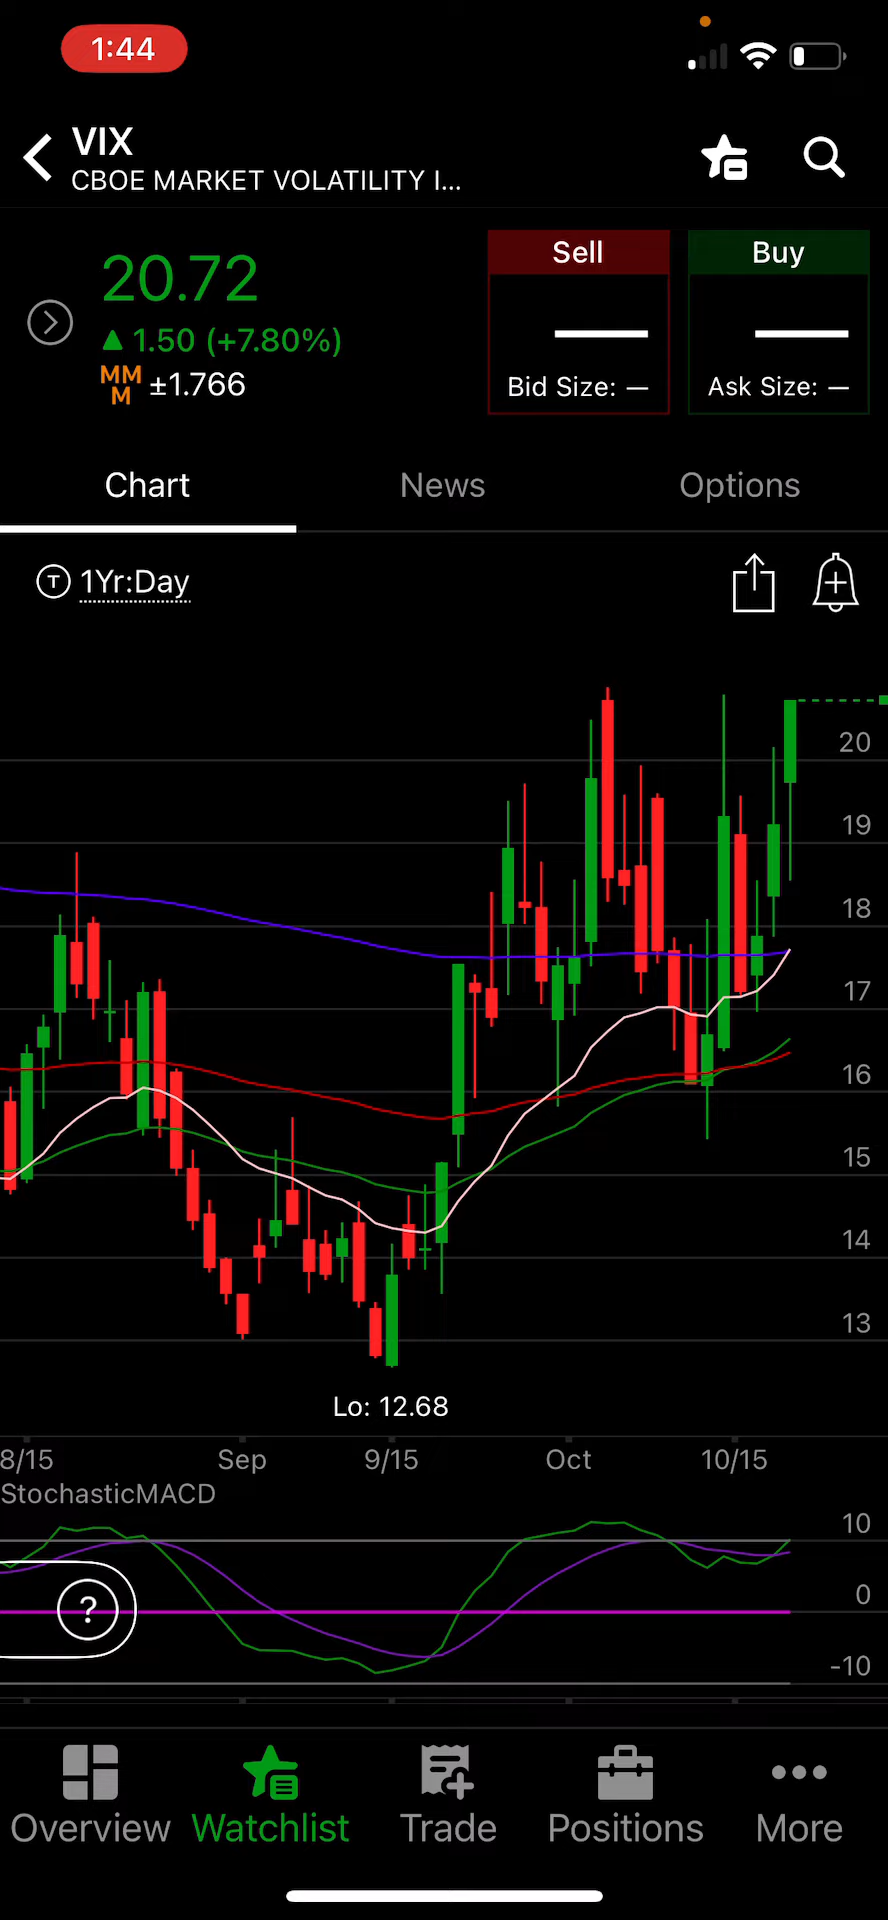 1:44
VIX
CBOE MARKET VOLATILITY I...
20.72
▲ 1.50 (+7.80%)
MMM ±1.766
Sell
Bid Size: —
Buy
Ask Size: —
Chart
News
Options
T 1Yr:Day
20
19
18
17
16
15
14
13
Lo: 12.68
8/15
Sep
9/15
Oct
10/15
StochasticMACD
10
0
-10
?
Overview
Watchlist
Trade
Positions
More